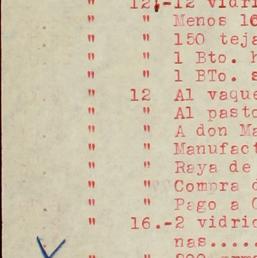 " 12.-12 vidri
" " Menos 16
" " 150 teja
" " 1 Bto. h
" " 1 BTo. s
" 12 Al vaque
" " Al pasto
" " A don Ma
" " Manufact
" " Raya de
" " Compra d
" " Pago a
" 16.-2 vidrio
nas.....
" "